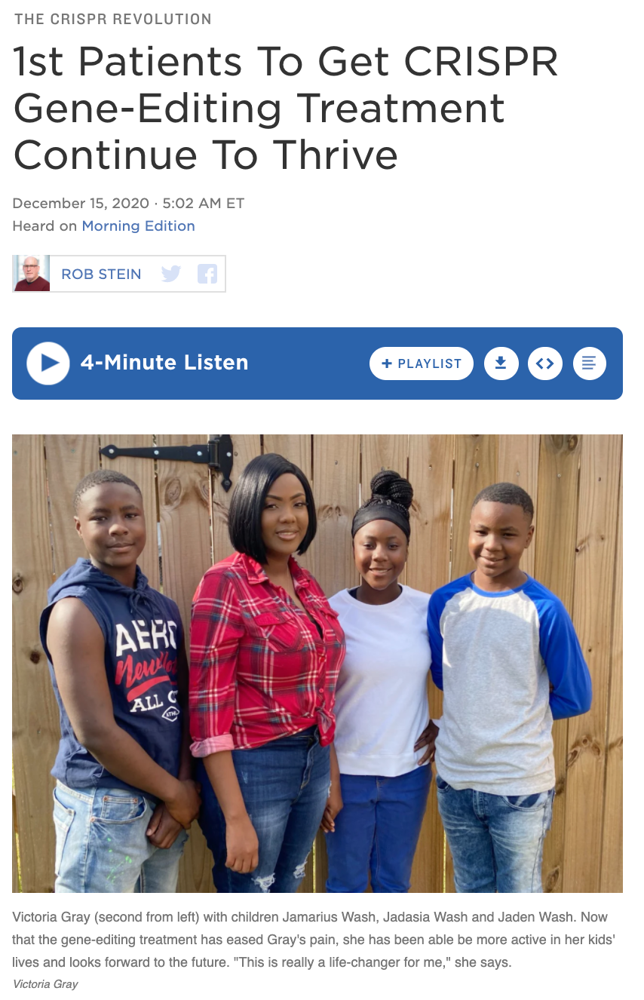 THE CRISPR REVOLUTION
1st Patients To Get CRISPR
Gene-Editing Treatment
Continue To Thrive
December 15, 2020 · 5:02 AM ET
Heard on Morning Edition
ROB STEIN
4-Minute Listen
+ PLAYLIST
AERO
New
ALL
ATHL
Victoria Gray (second from left) with children Jamarius Wash, Jadasia Wash and Jaden Wash. Now
that the gene-editing treatment has eased Gray's pain, she has been able be more active in her kids'
lives and looks forward to the future. "This is really a life-changer for me," she says.
Victoria Gray